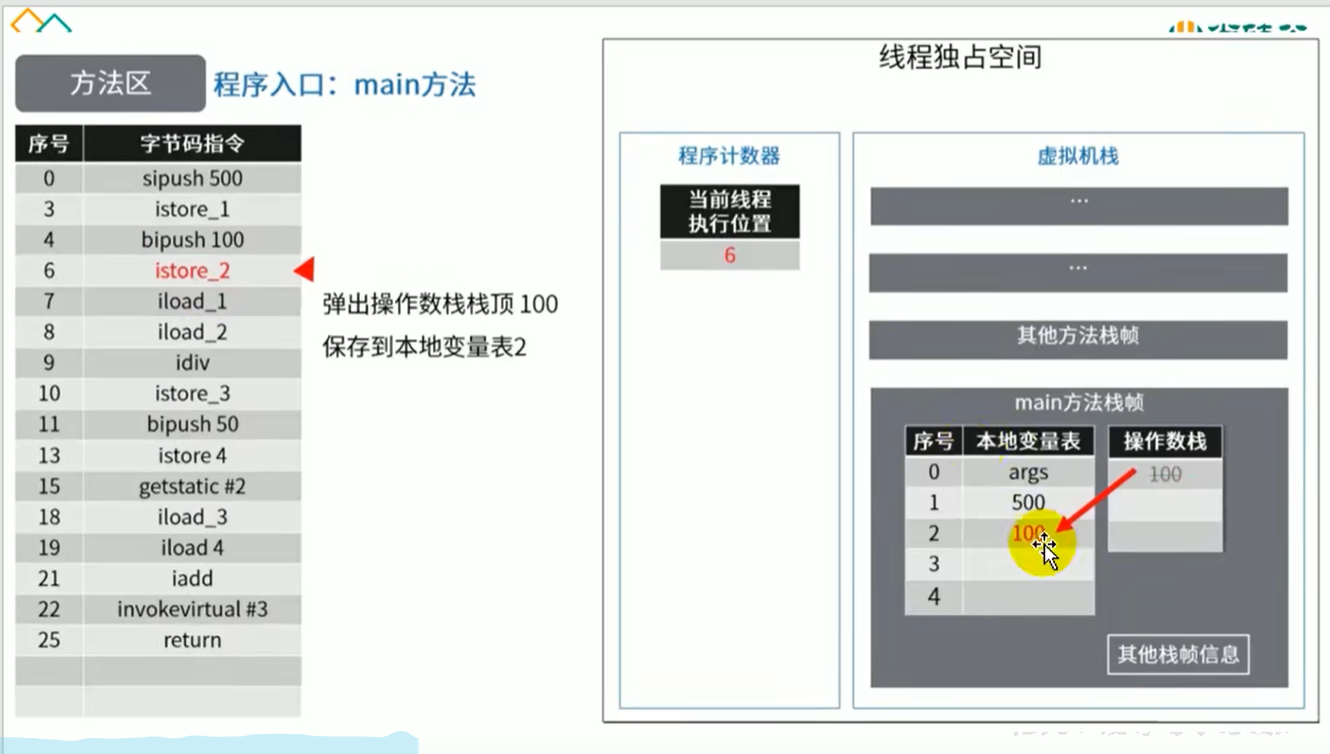 方法区 程序入口：main方法
序号 字节码指令
0 sipush 500
3 istore_1
4 bipush 100
6 istore_2
7 iload_1
8 iload_2
9 idiv
10 istore_3
11 bipush 50
13 istore 4
15 getstatic #2
18 iload_3
19 iload 4
21 iadd
22 invokevirtual #3
25 return
弹出操作数栈栈顶 100
保存到本地变量表2
线程独占空间
程序计数器
当前线程
执行位置
6
虚拟机栈
...
...
其他方法栈帧
main方法栈帧
序号 本地变量表 操作数栈
0 args 100
1 500
2 100
3
4
其他栈帧信息